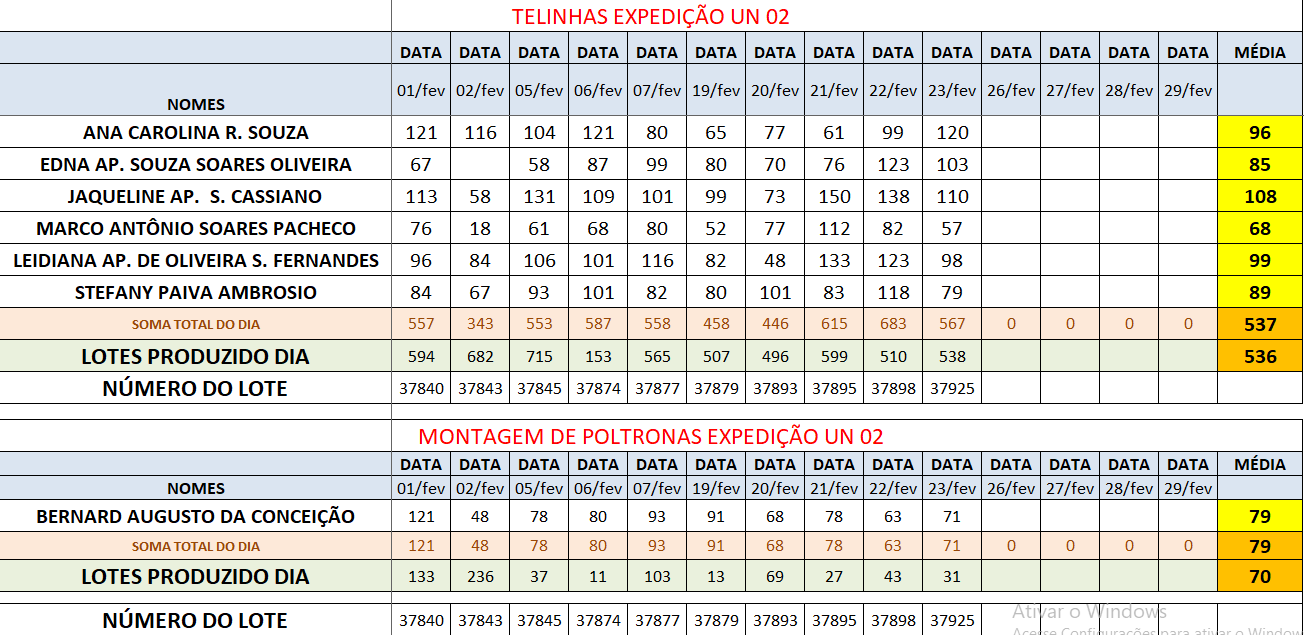 TELINHAS EXPEDIÇÃO UN 02
DATA DATA DATA DATA DATA DATA DATA DATA DATA DATA DATA DATA DATA DATA MÉDIA
NOMES 01/fev 02/fev 05/fev 06/fev 07/fev 19/fev 20/fev 21/fev 22/fev 23/fev 26/fev 27/fev 28/fev 29/fev
ANA CAROLINA R. SOUZA 121 116 104 121 80 65 77 61 99 120 96
EDNA AP. SOUZA SOARES OLIVEIRA 67 58 87 99 80 70 76 123 103 85
JAQUELINE AP. S. CASSIANO 113 58 131 109 101 99 73 150 138 110 108
MARCO ANTÔNIO SOARES PACHECO 76 18 61 68 80 52 77 112 82 57 68
LEIDIANA AP. DE OLIVEIRA S. FERNANDES 96 84 106 101 116 82 48 133 123 98 99
STEFANY PAIVA AMBROSIO 84 67 93 101 82 80 101 83 118 79 89
SOMA TOTAL DO DIA 557 343 553 587 558 458 446 615 683 567 0 0 0 0 537
LOTES PRODUZIDO DIA 594 682 715 153 565 507 496 599 510 538 536
NÚMERO DO LOTE 37840 37843 37845 37874 37877 37879 37893 37895 37898 37925
MONTAGEM DE POLTRONAS EXPEDIÇÃO UN 02
DATA DATA DATA DATA DATA DATA DATA DATA DATA DATA DATA DATA DATA DATA MÉDIA
NOMES 01/fev 02/fev 05/fev 06/fev 07/fev 19/fev 20/fev 21/fev 22/fev 23/fev 26/fev 27/fev 28/fev 29/fev
BERNARD AUGUSTO DA CONCEIÇÃO 121 48 78 80 93 91 68 78 63 71 79
SOMA TOTAL DO DIA 121 48 78 80 93 91 68 78 63 71 0 0 0 0 79
LOTES PRODUZIDO DIA 133 236 37 11 103 13 69 27 43 31 70
NÚMERO DO LOTE 37840 37843 37845 37874 37877 37879 37893 37895 37898 37925
Ativar o Windows
Acesse Configurações para ativar o Windows